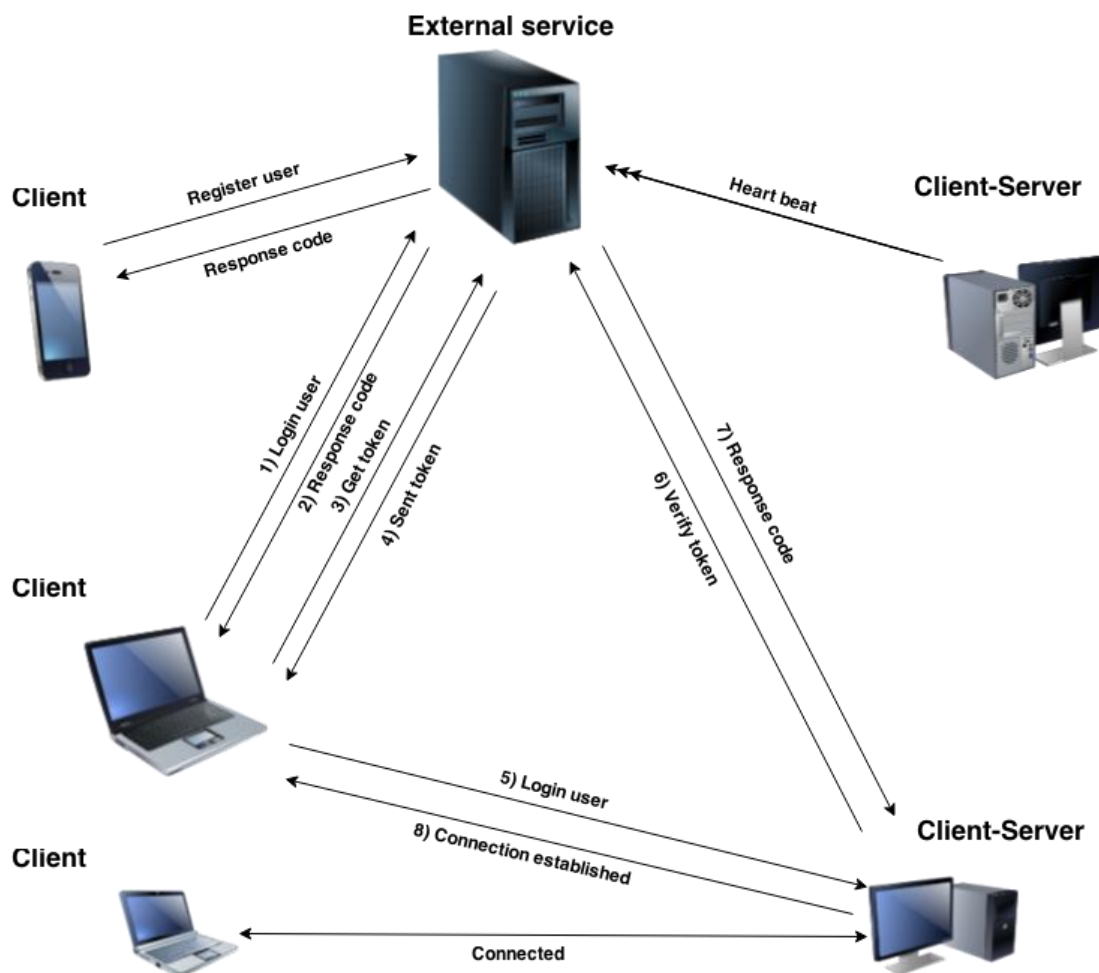 External service
Register user
Client
Response code
Heart beat
Client-Server
1) Login user
2) Response code
3) Get token
4) Sent token
6) Verify token
7) Response code
Client
5) Login user
8) Connection established
Client-Server
Client
Connected